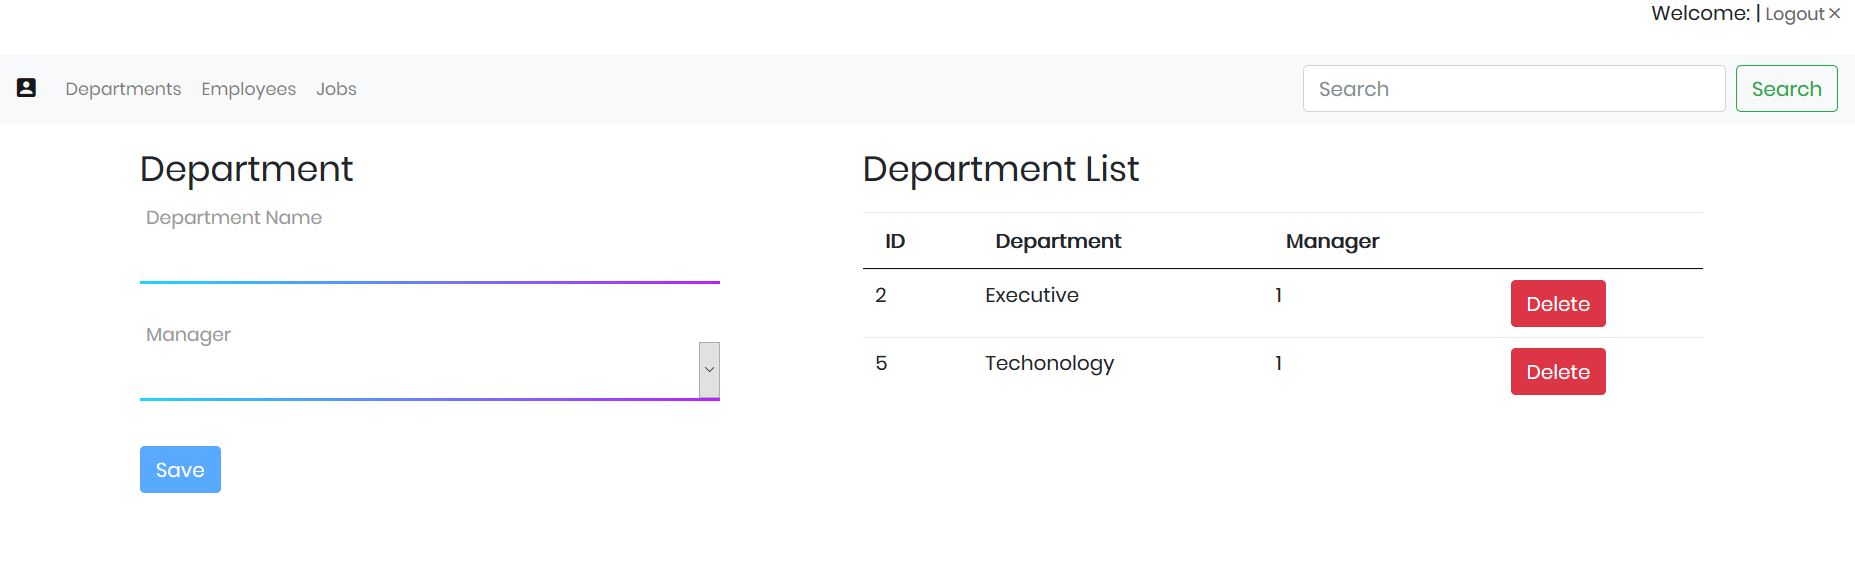 Welcome: | Logout ×
Departments Employees Jobs Search Search
Department
Department Name
Manager
Save
Department List
ID Department Manager
2 Executive 1 Delete
5 Techonology 1 Delete